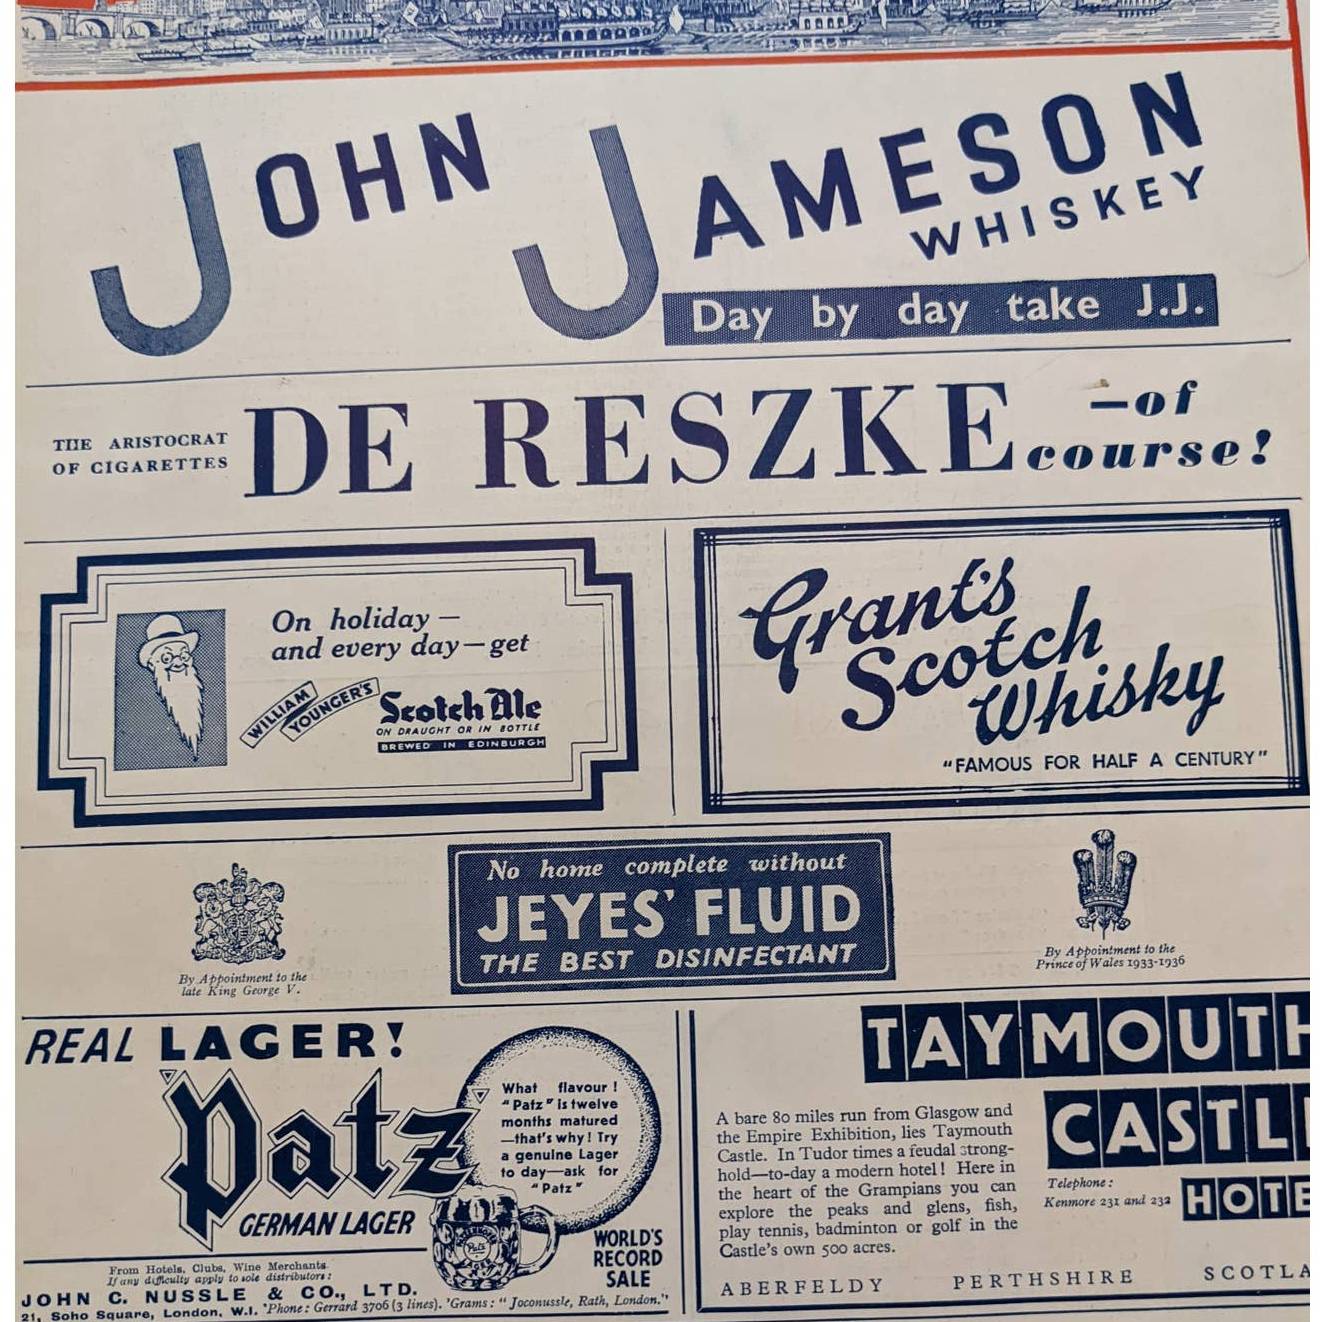 JOHN JAMESON
WHISKEY
Day by day take J.J.
THE ARISTOCRAT
OF CIGARETTES
DE RESZKE
—of
course!
On holiday —
and every day — get
WILLIAM
YOUNGER'S
Scotch Ale
ON DRAUGHT OR IN BOTTLE
BREWED IN EDINBURGH
Grant's
Scotch
Whisky
"FAMOUS FOR HALF A CENTURY"
By Appointment to the
late King George V.
No home complete without
JEYES' FLUID
THE BEST DISINFECTANT
By Appointment to the
Prince of Wales 1933-1936
REAL LAGER!
Patz
GERMAN LAGER
What flavour!
"Patz" is twelve
months matured
—that's why! Try
a genuine Lager
to day—ask for
"Patz"
Patz
WORLD'S
RECORD
SALE
From Hotels, Clubs, Wine Merchants
If any difficulty apply to sole distributors:
JOHN C. NUSSLE & CO., LTD.
21, Soho Square, London, W.I. 'Phone: Gerrard 3706 (3 lines). 'Grams: "Joconussle, Rath, London."
TAYMOUTH
CASTL
HOTE
A bare 80 miles run from Glasgow and
the Empire Exhibition, lies Taymouth
Castle. In Tudor times a feudal strong-
hold—to-day a modern hotel! Here in
the heart of the Grampians you can
explore the peaks and glens, fish,
play tennis, badminton or golf in the
Castle's own 500 acres.
Telephone:
Kenmore 231 and 232
ABERFELDY PERTHSHIRE SCOTLA